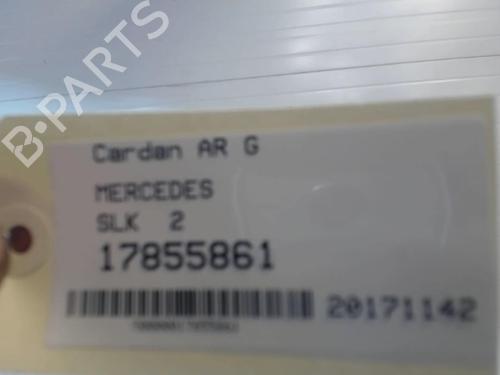 B-PARTS
Cardan AR G
MERCEDES
SLK 2
17855861
20171142